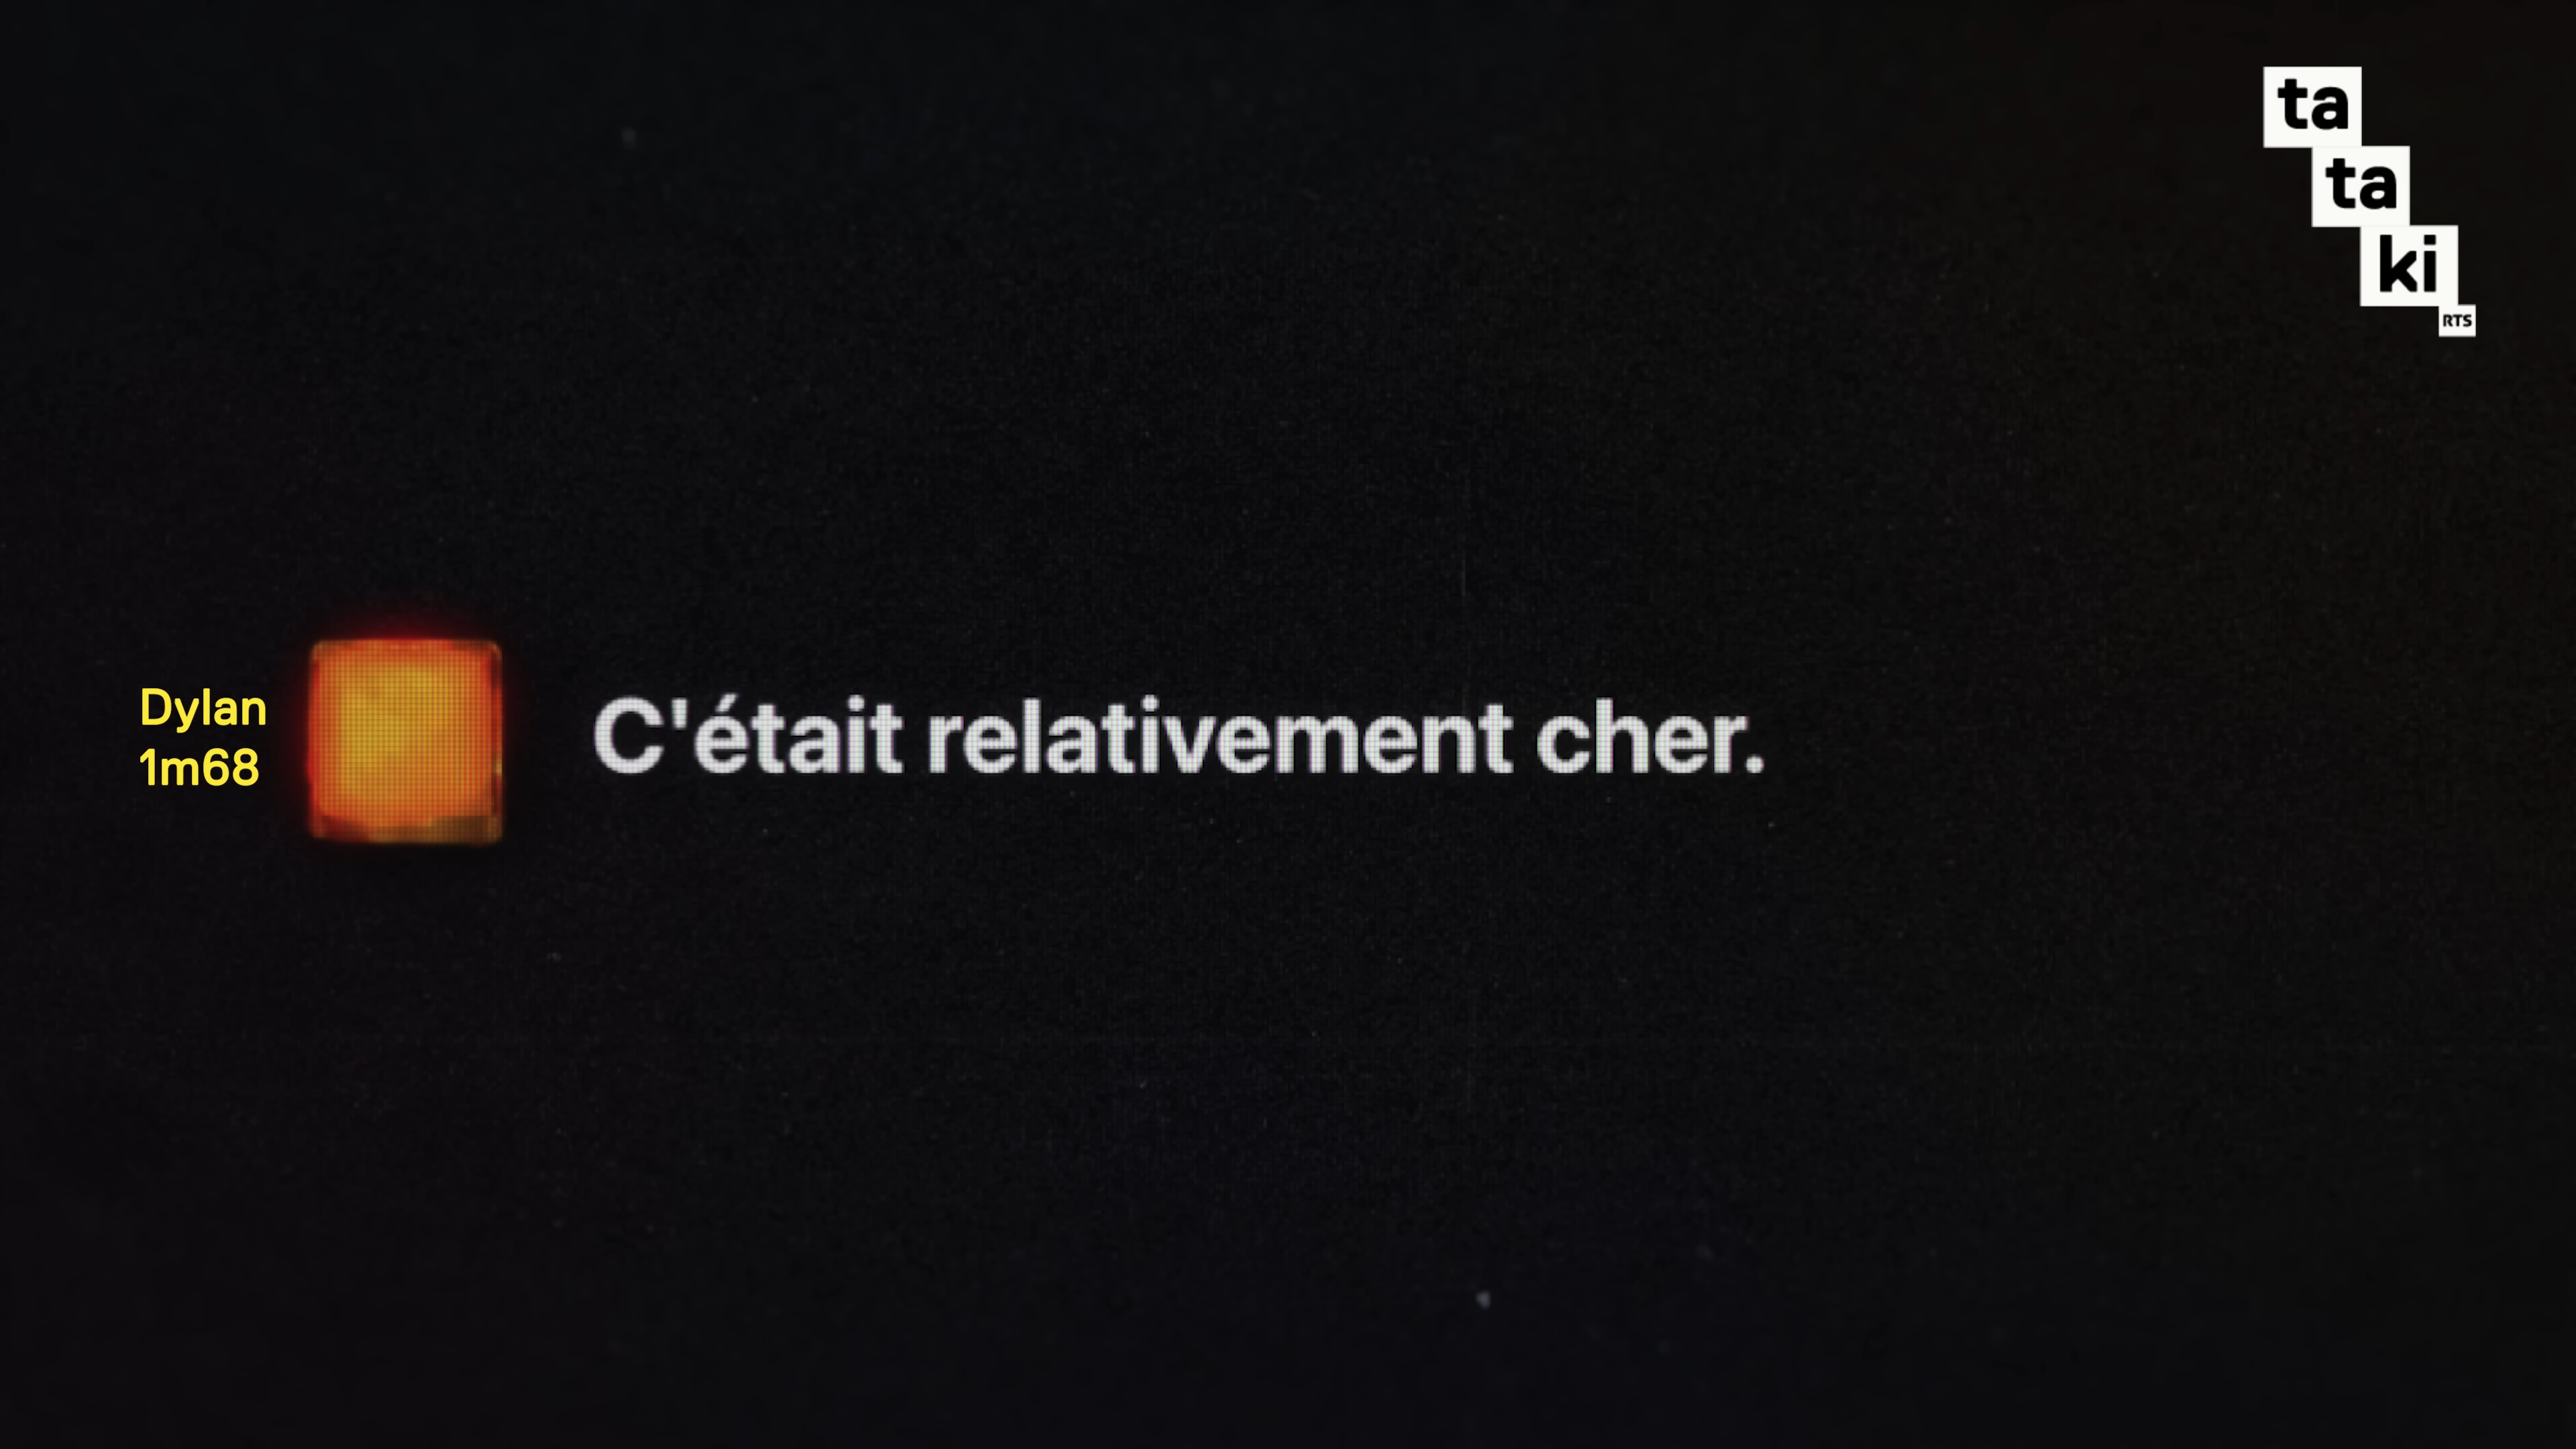 ta
ta
ki
RTS
Dylan
1m68
C'était relativement cher.